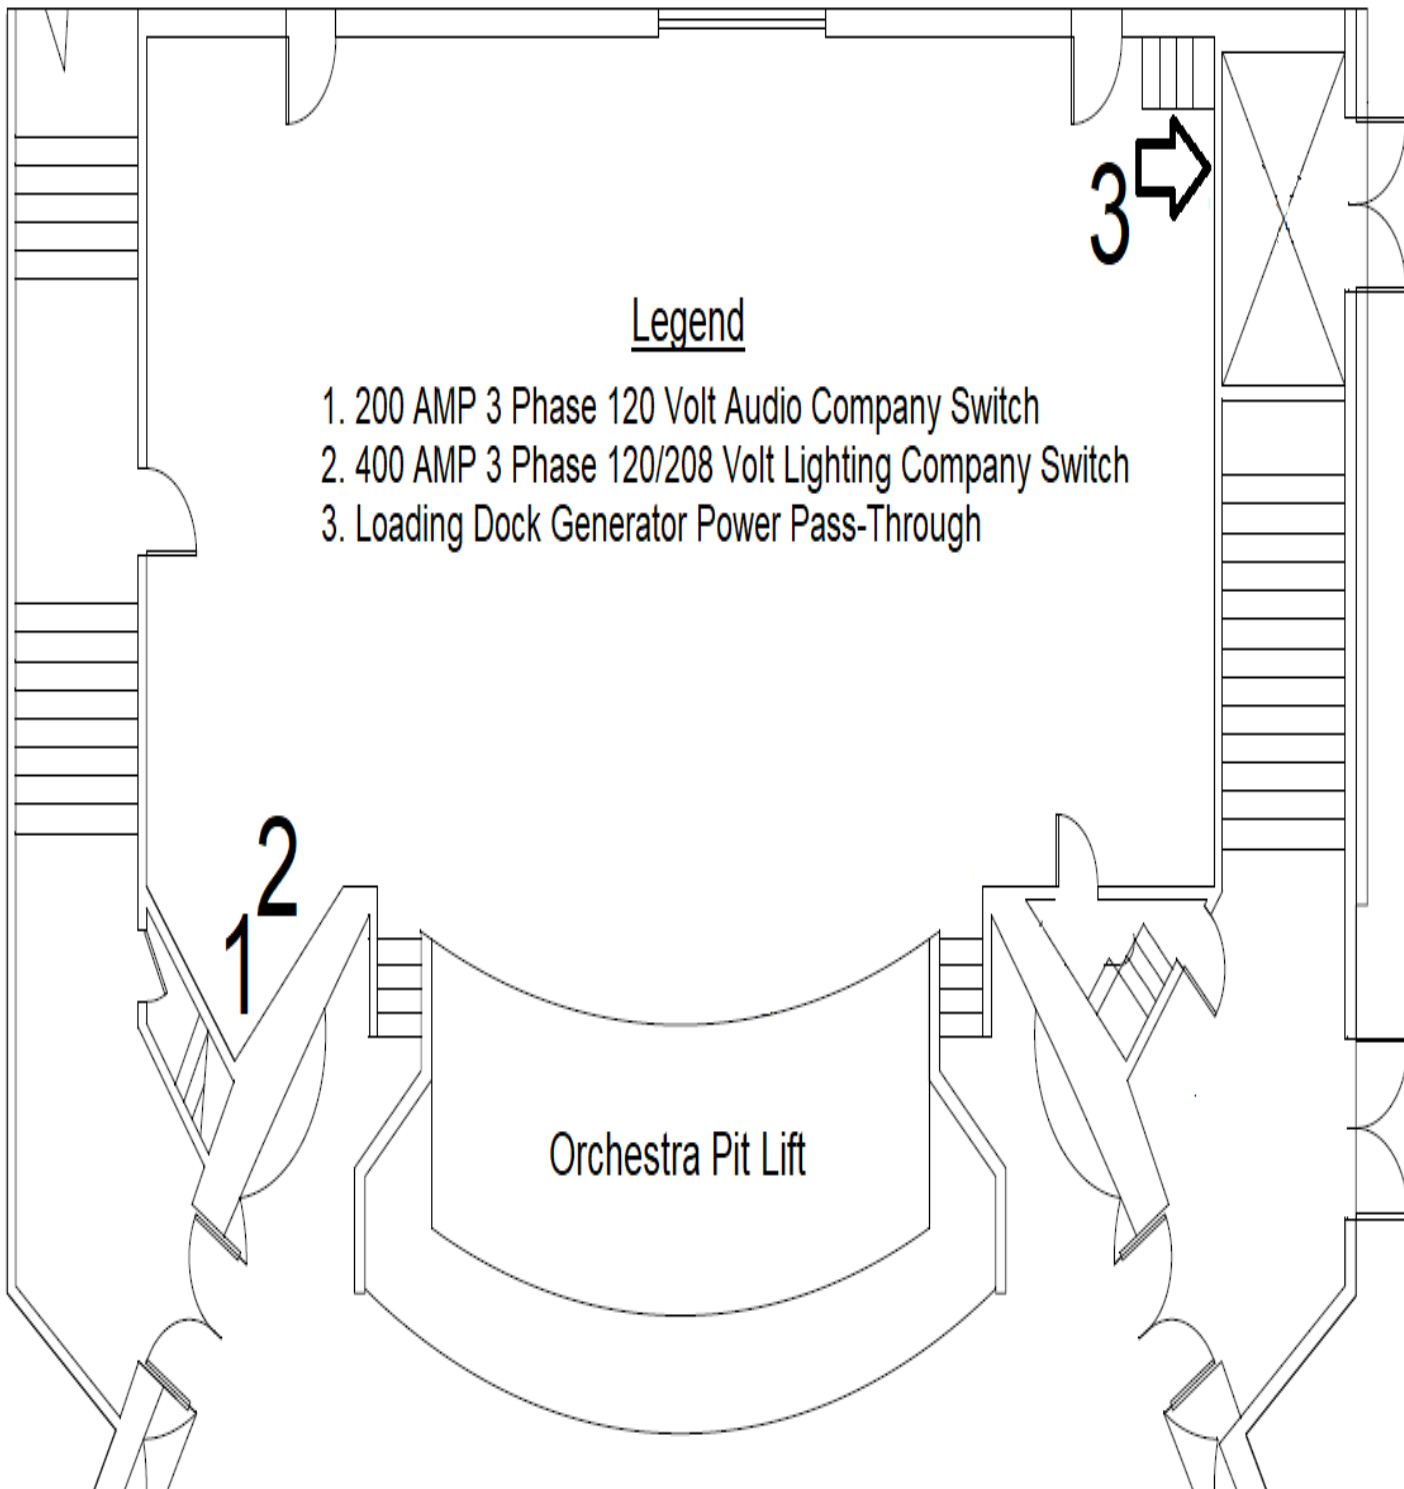 3
Legend
1. 200 AMP 3 Phase 120 Volt Audio Company Switch
2. 400 AMP 3 Phase 120/208 Volt Lighting Company Switch
3. Loading Dock Generator Power Pass-Through
2
1
Orchestra Pit Lift